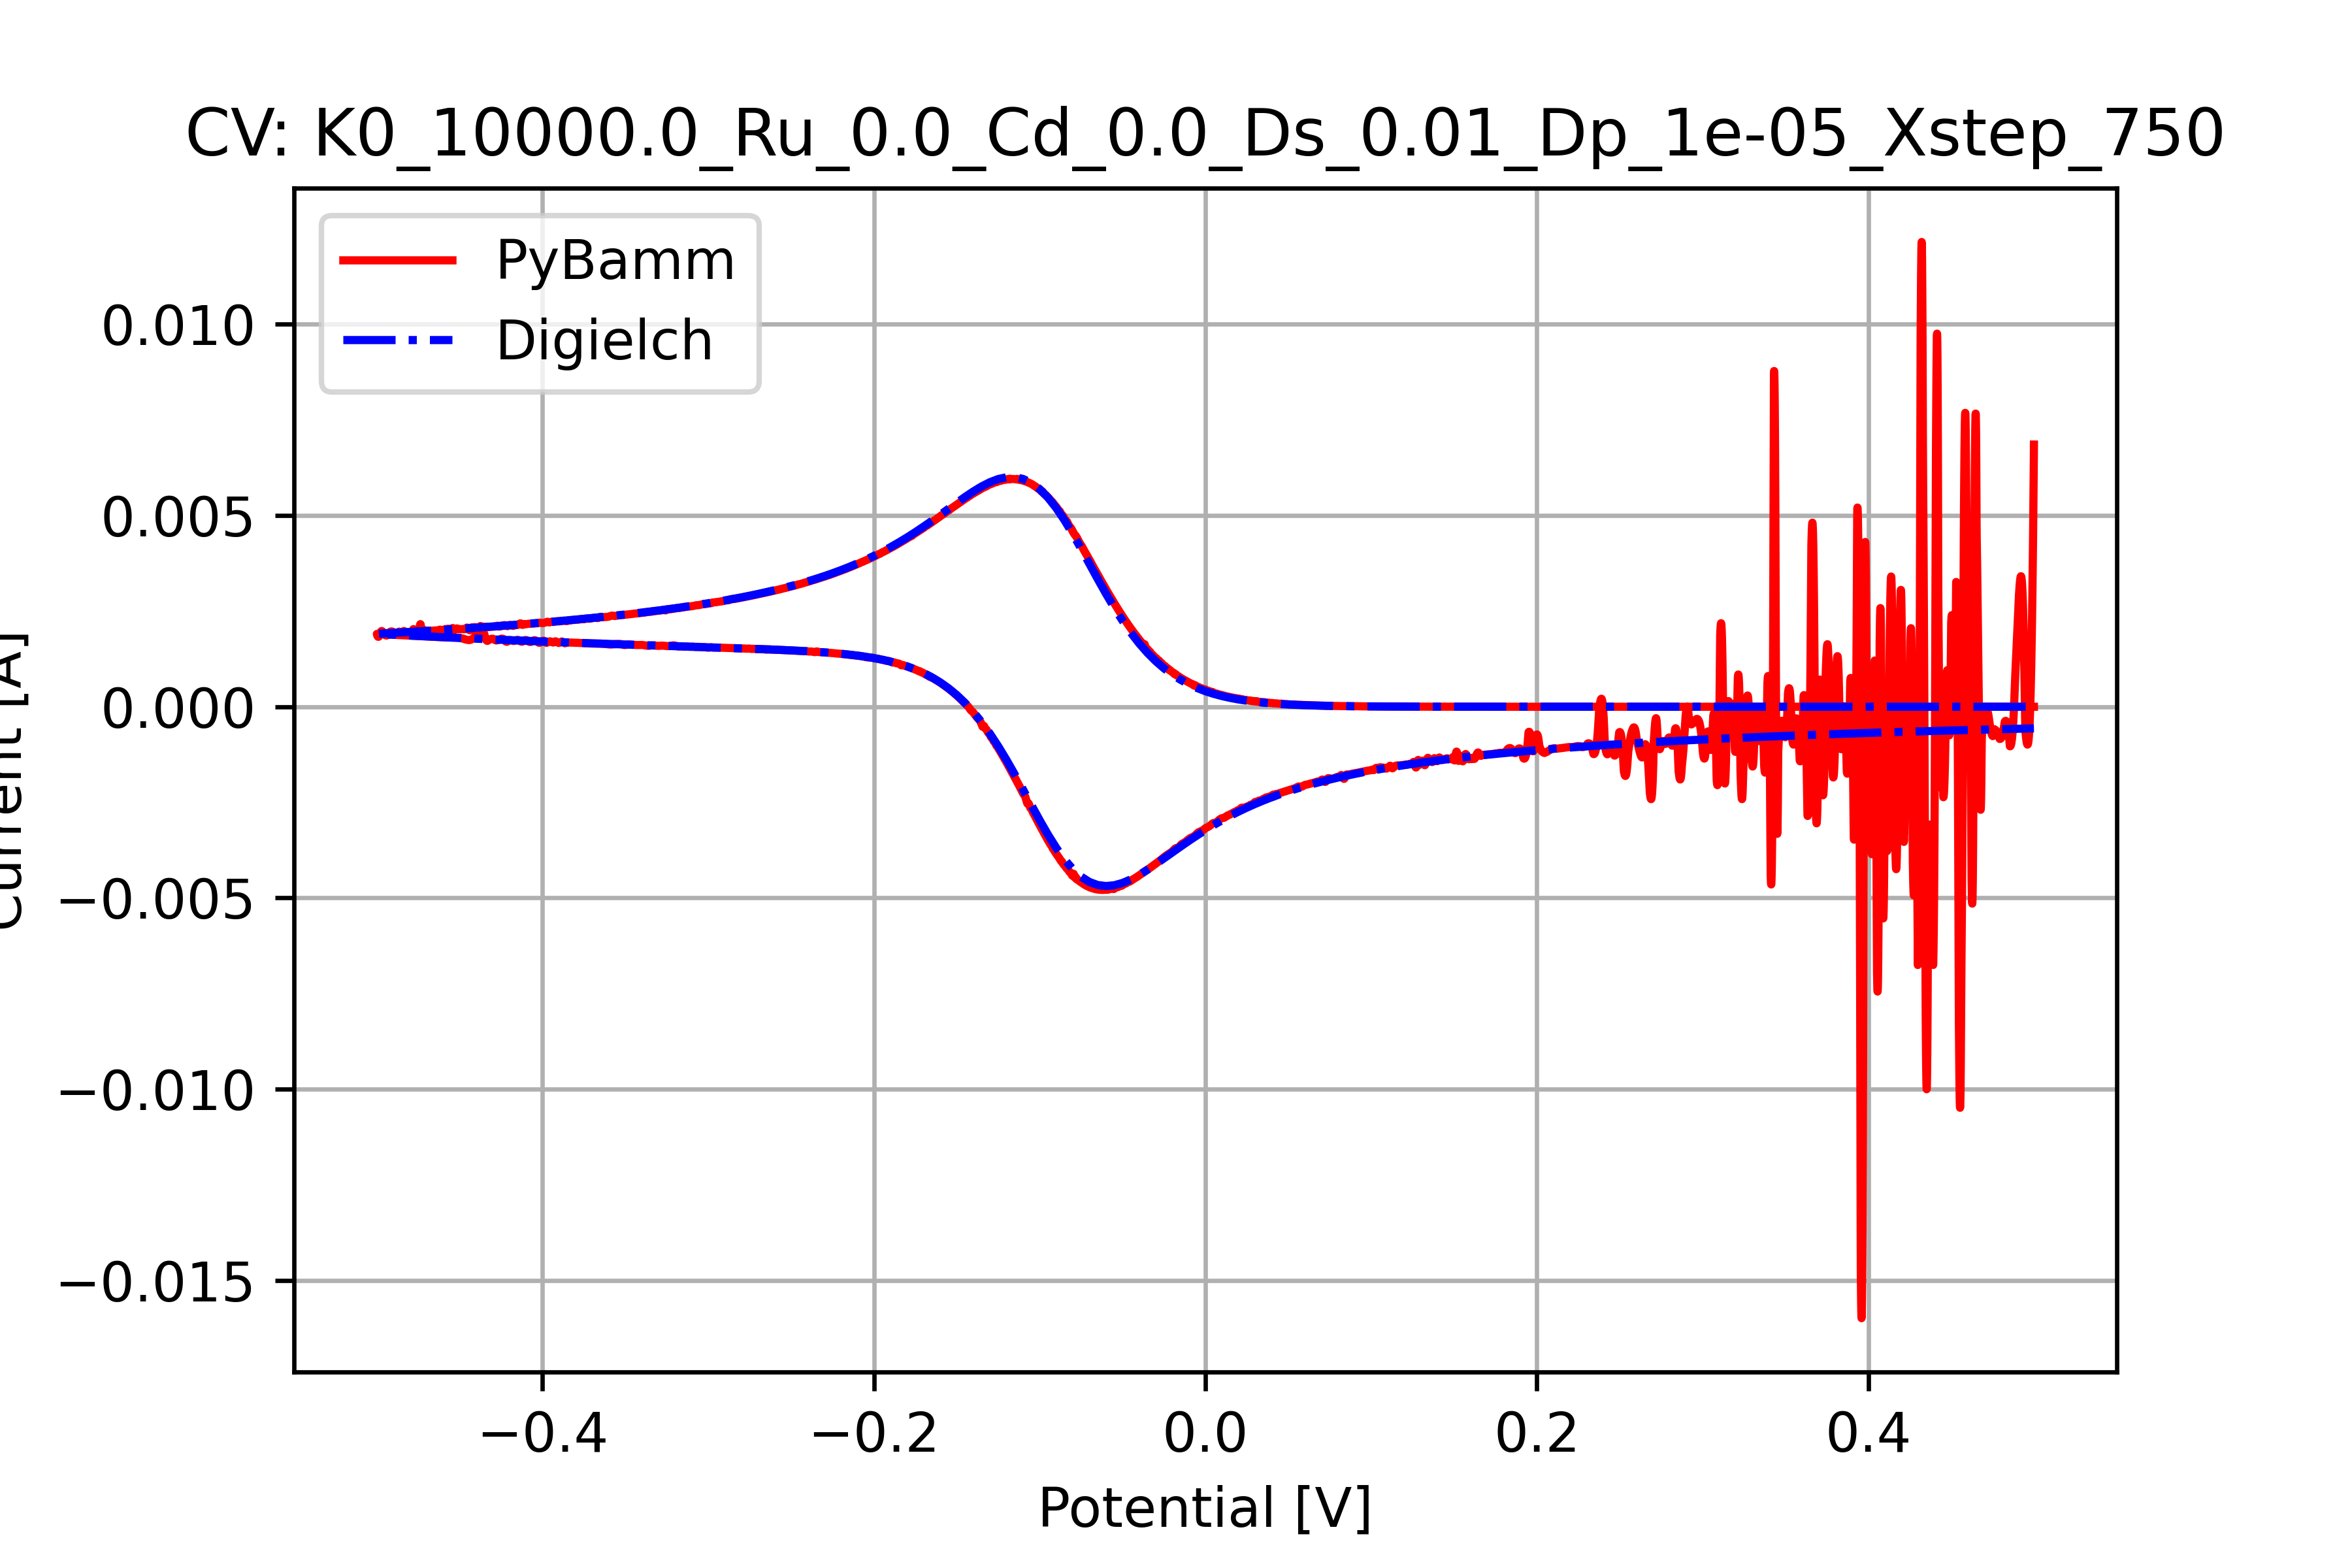 CV: K0_10000.0_Ru_0.0_Cd_0.0_Ds_0.01_Dp_1e-05_Xstep_750
PyBamm
Digielch
0.010
0.005
0.000
−0.005
−0.010
−0.015
Current [A]
−0.4
−0.2
0.0
0.2
0.4
Potential [V]